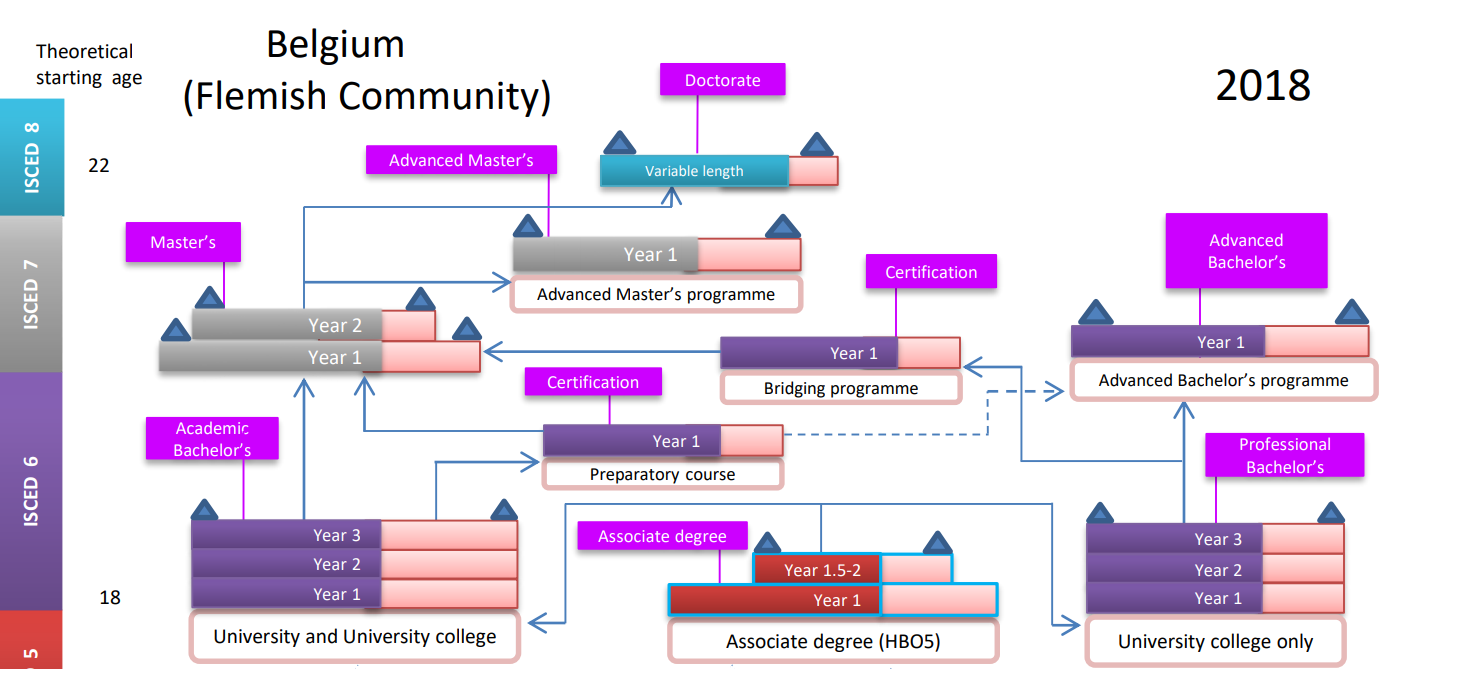 Theoretical
starting age
Belgium
(Flemish Community)
2018
Doctorate
ISCED 8
22
Variable length
Advanced Master's
Master's
Year 1
Advanced Master's programme
Advanced
Bachelor's
Certification
ISCED 7
Year 2
Year 1
Year 1
Bridging programme
Year 1
Advanced Bachelor's programme
Certification
Academic
Bachelor's
Year 1
Preparatory course
Professional
Bachelor's
ISCED 6
Year 3
Year 2
Year 1
University and University college
Associate degree
Year 1.5-2
Year 1
Associate degree (HBO5)
Year 3
Year 2
Year 1
University college only
18
5